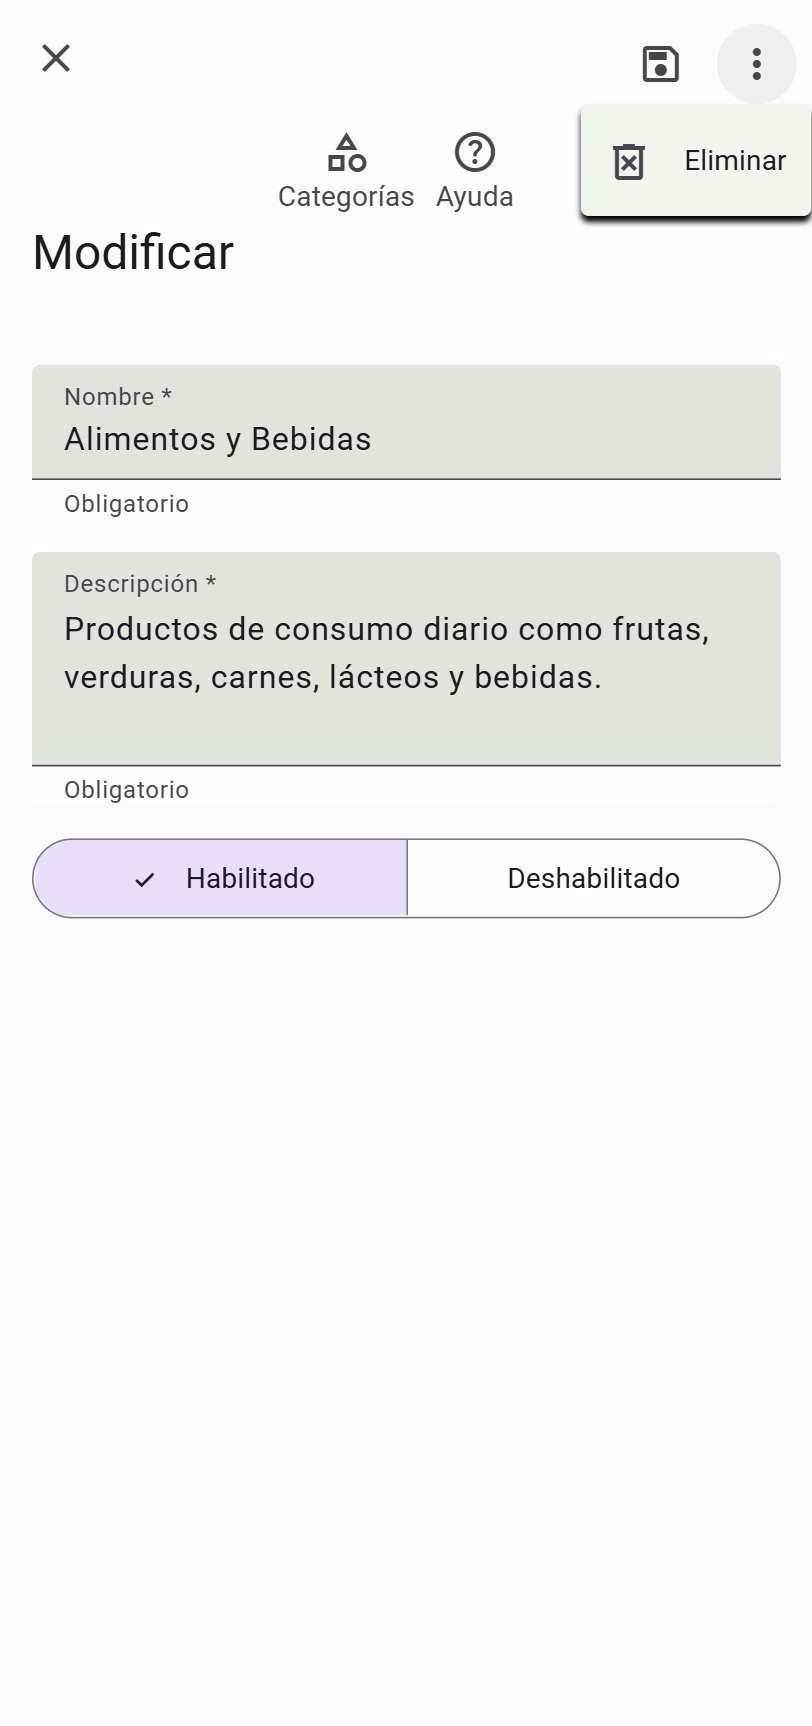 Eliminar
Categorías
Ayuda
Modificar
Nombre *
Alimentos y Bebidas
Obligatorio
Descripción *
Productos de consumo diario como frutas,
verduras, carnes, lácteos y bebidas.
Obligatorio
Habilitado
Deshabilitado